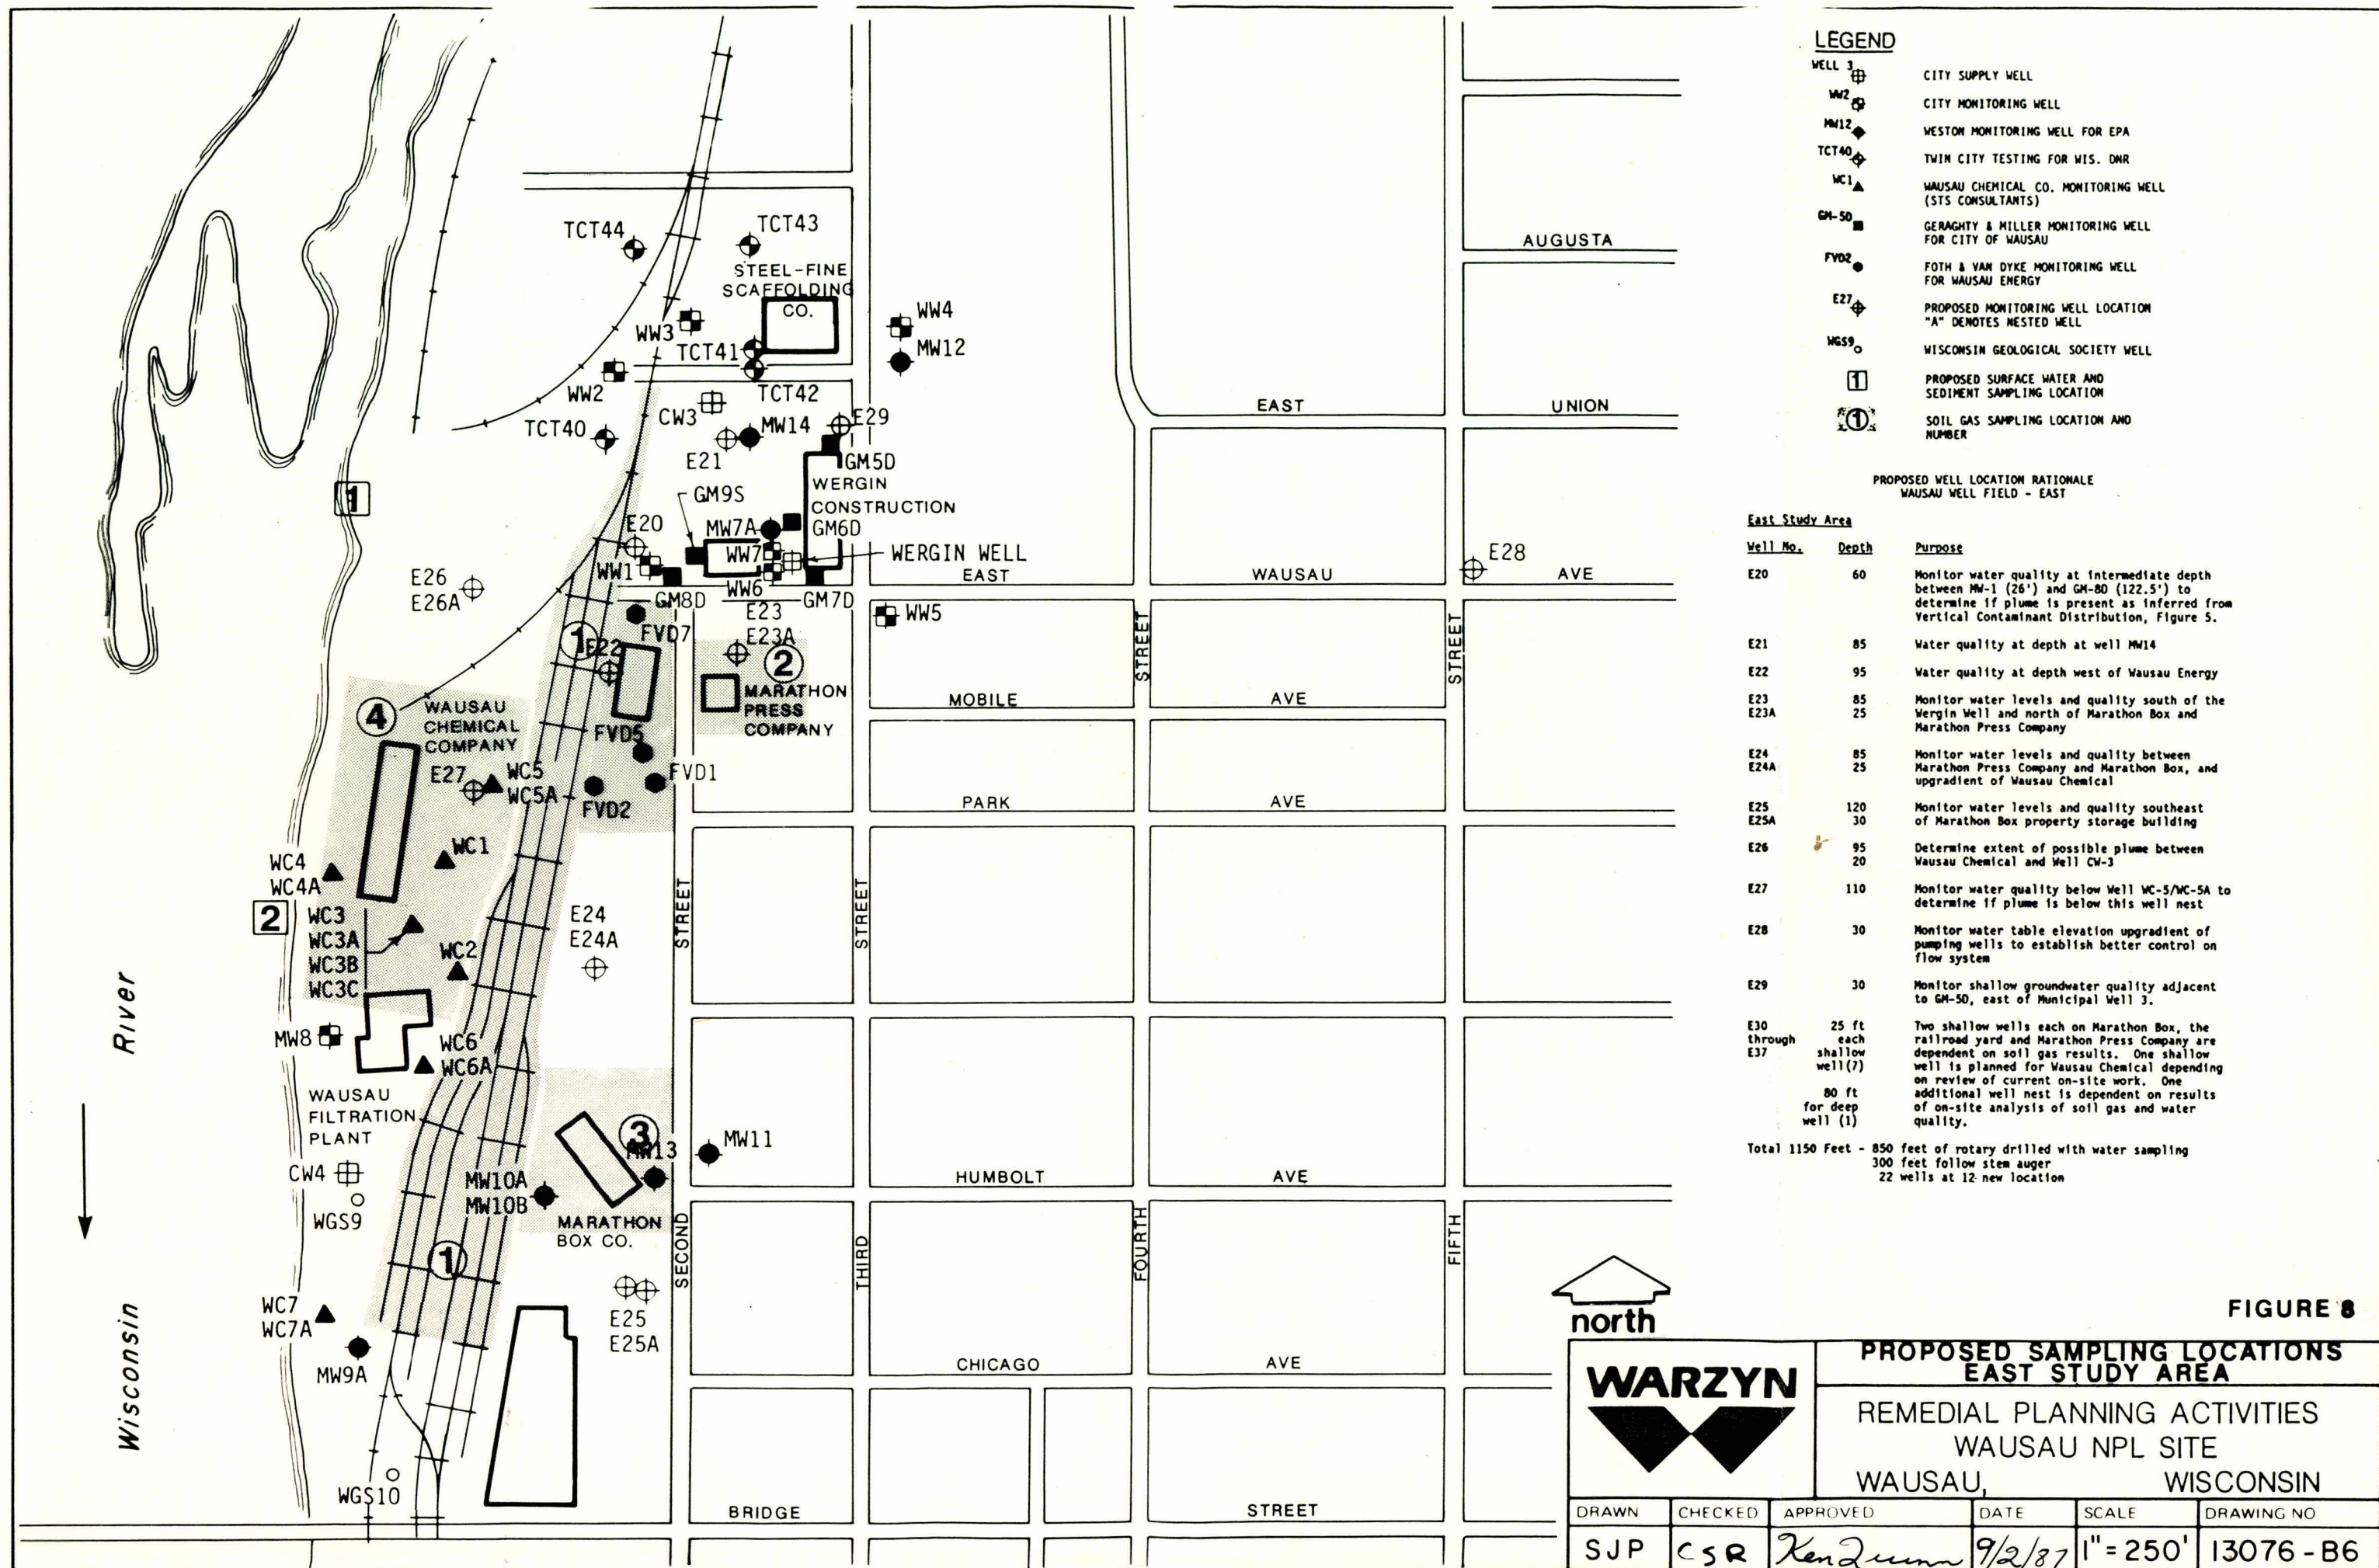 TCT44
TCT43
STEEL-FINE
SCAFFOLDING
CO.
WW3
WW4
TCT41
MW12
WW2
TCT42
CW3
TCT40
MW14
E29
E21
GM5D
WERGIN
CONSTRUCTION
GM9S
1
E20
MW7A
GM6D
WW7
WERGIN WELL
WW1
WW6
GM8D
GM7D
E26
E26A
E23
E23A
FVD7
WW5
E28
1
E22
2
MARATHON
PRESS
COMPANY
4
WAUSAU
CHEMICAL
COMPANY
FVD5
E27
WC5
WC5A
FVD1
FVD2
WC1
WC4
WC4A
2
WC3
WC3A
WC3B
WC3C
WC2
E24
E24A
MW8
WC6
WC6A
WAUSAU
FILTRATION
PLANT
3
MW13
MW11
CW4
WGS9
MW10A
MW10B
MARATHON
BOX CO.
1
WC7
WC7A
MW9A
E25
E25A
WGS10
River
Wisconsin
AUGUSTA
EAST UNION
EAST WAUSAU AVE
MOBILE AVE
PARK AVE
HUMBOLT AVE
CHICAGO AVE
BRIDGE STREET
SECOND STREET
THIRD STREET
FOURTH STREET
FIFTH STREET
LEGEND
WELL 3 CITY SUPPLY WELL
WW2 CITY MONITORING WELL
MW12 WESTON MONITORING WELL FOR EPA
TCT40 TWIN CITY TESTING FOR WIS. DNR
WC1 WAUSAU CHEMICAL CO. MONITORING WELL
(STS CONSULTANTS)
GM-5D GERAGHTY & MILLER MONITORING WELL
FOR CITY OF WAUSAU
FVD2 FOTH & VAN DYKE MONITORING WELL
FOR WAUSAU ENERGY
E27 PROPOSED MONITORING WELL LOCATION
"A" DENOTES NESTED WELL
WGS9 WISCONSIN GEOLOGICAL SOCIETY WELL
1 PROPOSED SURFACE WATER AND
SEDIMENT SAMPLING LOCATION
1 SOIL GAS SAMPLING LOCATION AND
NUMBER
PROPOSED WELL LOCATION RATIONALE
WAUSAU WELL FIELD - EAST
East Study Area
Well No. Depth Purpose
E20 60 Monitor water quality at intermediate depth
between MW-1 (26') and GM-8D (122.5') to
determine if plume is present as inferred from
Vertical Contaminant Distribution, Figure 5.
E21 85 Water quality at depth at well MW14
E22 95 Water quality at depth west of Wausau Energy
E23 85 Monitor water levels and quality south of the
E23A 25 Wergin Well and north of Marathon Box and
Marathon Press Company
E24 85 Monitor water levels and quality between
E24A 25 Marathon Press Company and Marathon Box, and
upgradient of Wausau Chemical
E25 120 Monitor water levels and quality southeast
E25A 30 of Marathon Box property storage building
E26 95 Determine extent of possible plume between
20 Wausau Chemical and Well CW-3
E27 110 Monitor water quality below Well WC-5/WC-5A to
determine if plume is below this well nest
E28 30 Monitor water table elevation upgradient of
pumping wells to establish better control on
flow system
E29 30 Monitor shallow groundwater quality adjacent
to GM-5D, east of Municipal Well 3.
E30 25 ft Two shallow wells each on Marathon Box, the
through each railroad yard and Marathon Press Company are
E37 shallow dependent on soil gas results. One shallow
well(7) well is planned for Wausau Chemical depending
on review of current on-site work. One
80 ft additional well nest is dependent on results
for deep of on-site analysis of soil gas and water
well (1) quality.
Total 1150 Feet - 850 feet of rotary drilled with water sampling
300 feet follow stem auger
22 wells at 12 new location
north
FIGURE 8
WARZYN
PROPOSED SAMPLING LOCATIONS
EAST STUDY AREA
REMEDIAL PLANNING ACTIVITIES
WAUSAU NPL SITE
WAUSAU, WISCONSIN
DRAWN CHECKED APPROVED DATE SCALE DRAWING NO
SJP CSR Ken Quinn 9/2/87 1"=250' 13076-B6